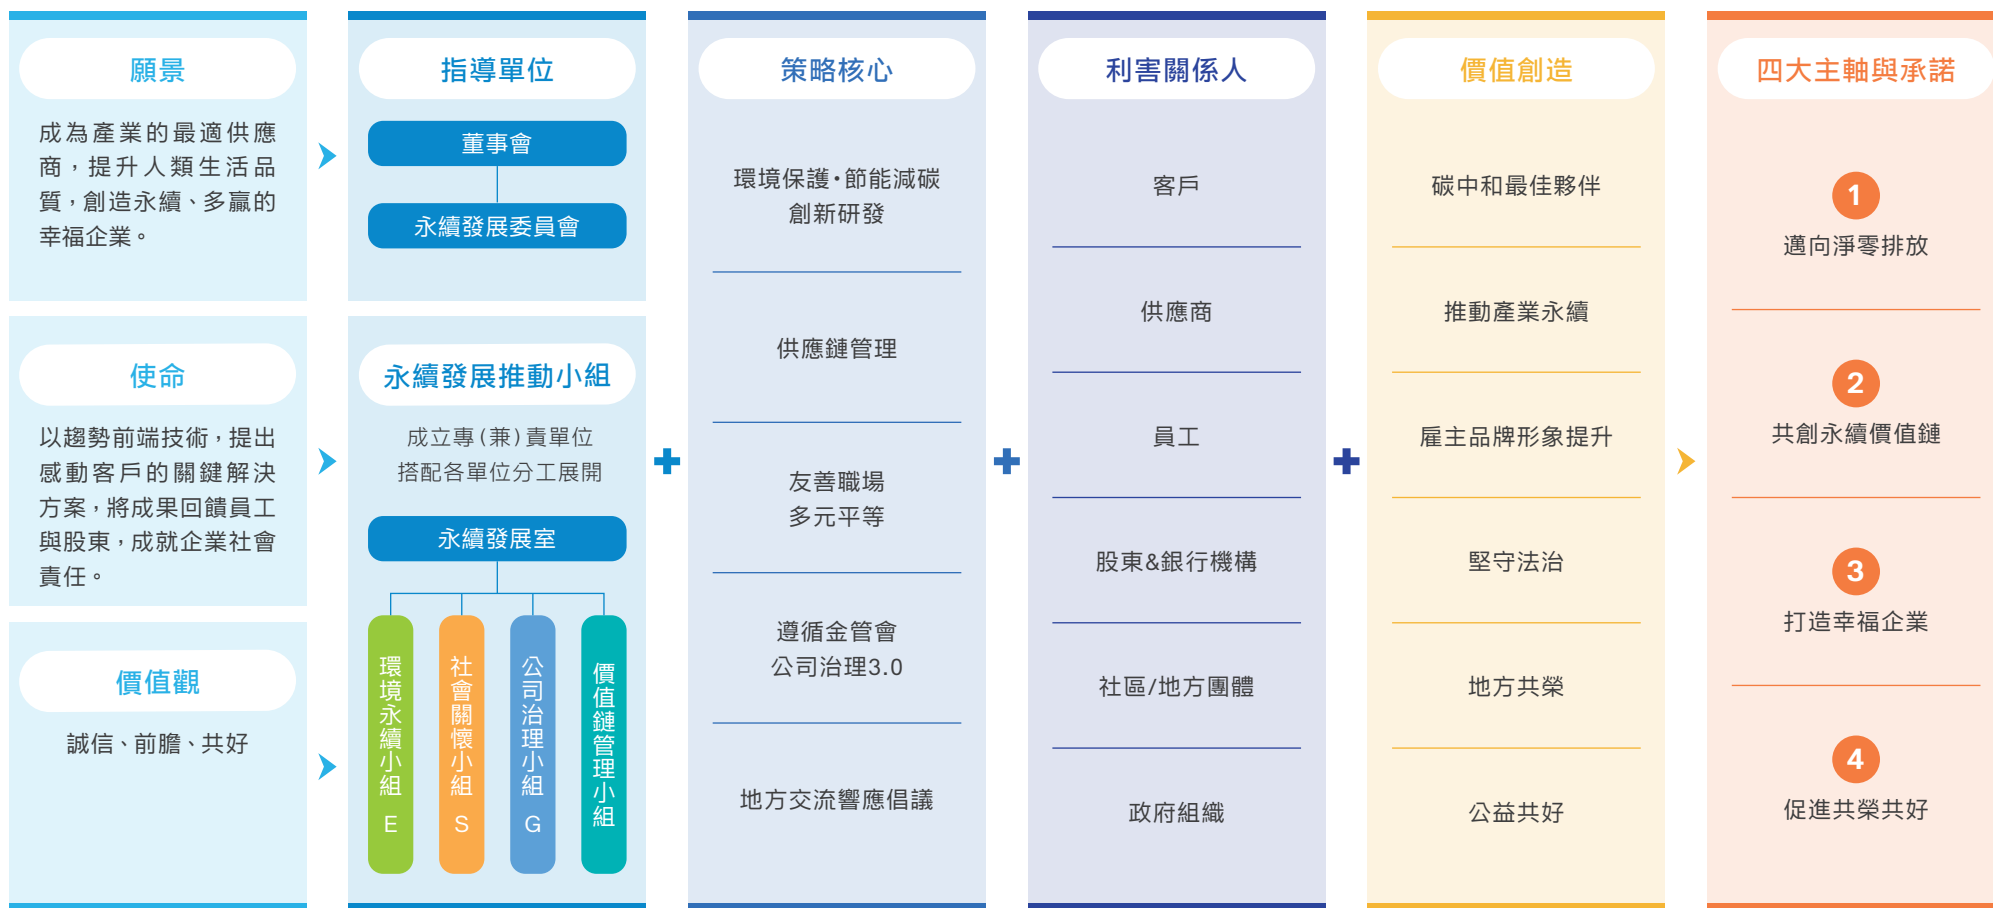 願景
成為產業的最適供應
商，提升人類生活品
質，創造永續、多贏的
幸福企業。
使命
以趨勢前端技術，提出
感動客戶的關鍵解決
方案，將成果回饋員工
與股東，成就企業社會
責任。
價值觀
誠信、前瞻、共好
指導單位
董事會
永續發展委員會
永續發展推動小組
成立專(兼)責單位
搭配各單位分工展開
永續發展室
環境永續小組 E
社會關懷小組 S
公司治理小組 G
價值鏈管理小組
策略核心
環境保護・節能減碳
創新研發
供應鏈管理
友善職場
多元平等
遵循金管會
公司治理3.0
地方交流響應倡議
利害關係人
客戶
供應商
員工
股東&銀行機構
社區/地方團體
政府組織
價值創造
碳中和最佳夥伴
推動產業永續
雇主品牌形象提升
堅守法治
地方共榮
公益共好
四大主軸與承諾
1
邁向淨零排放
2
共創永續價值鏈
3
打造幸福企業
4
促進共榮共好